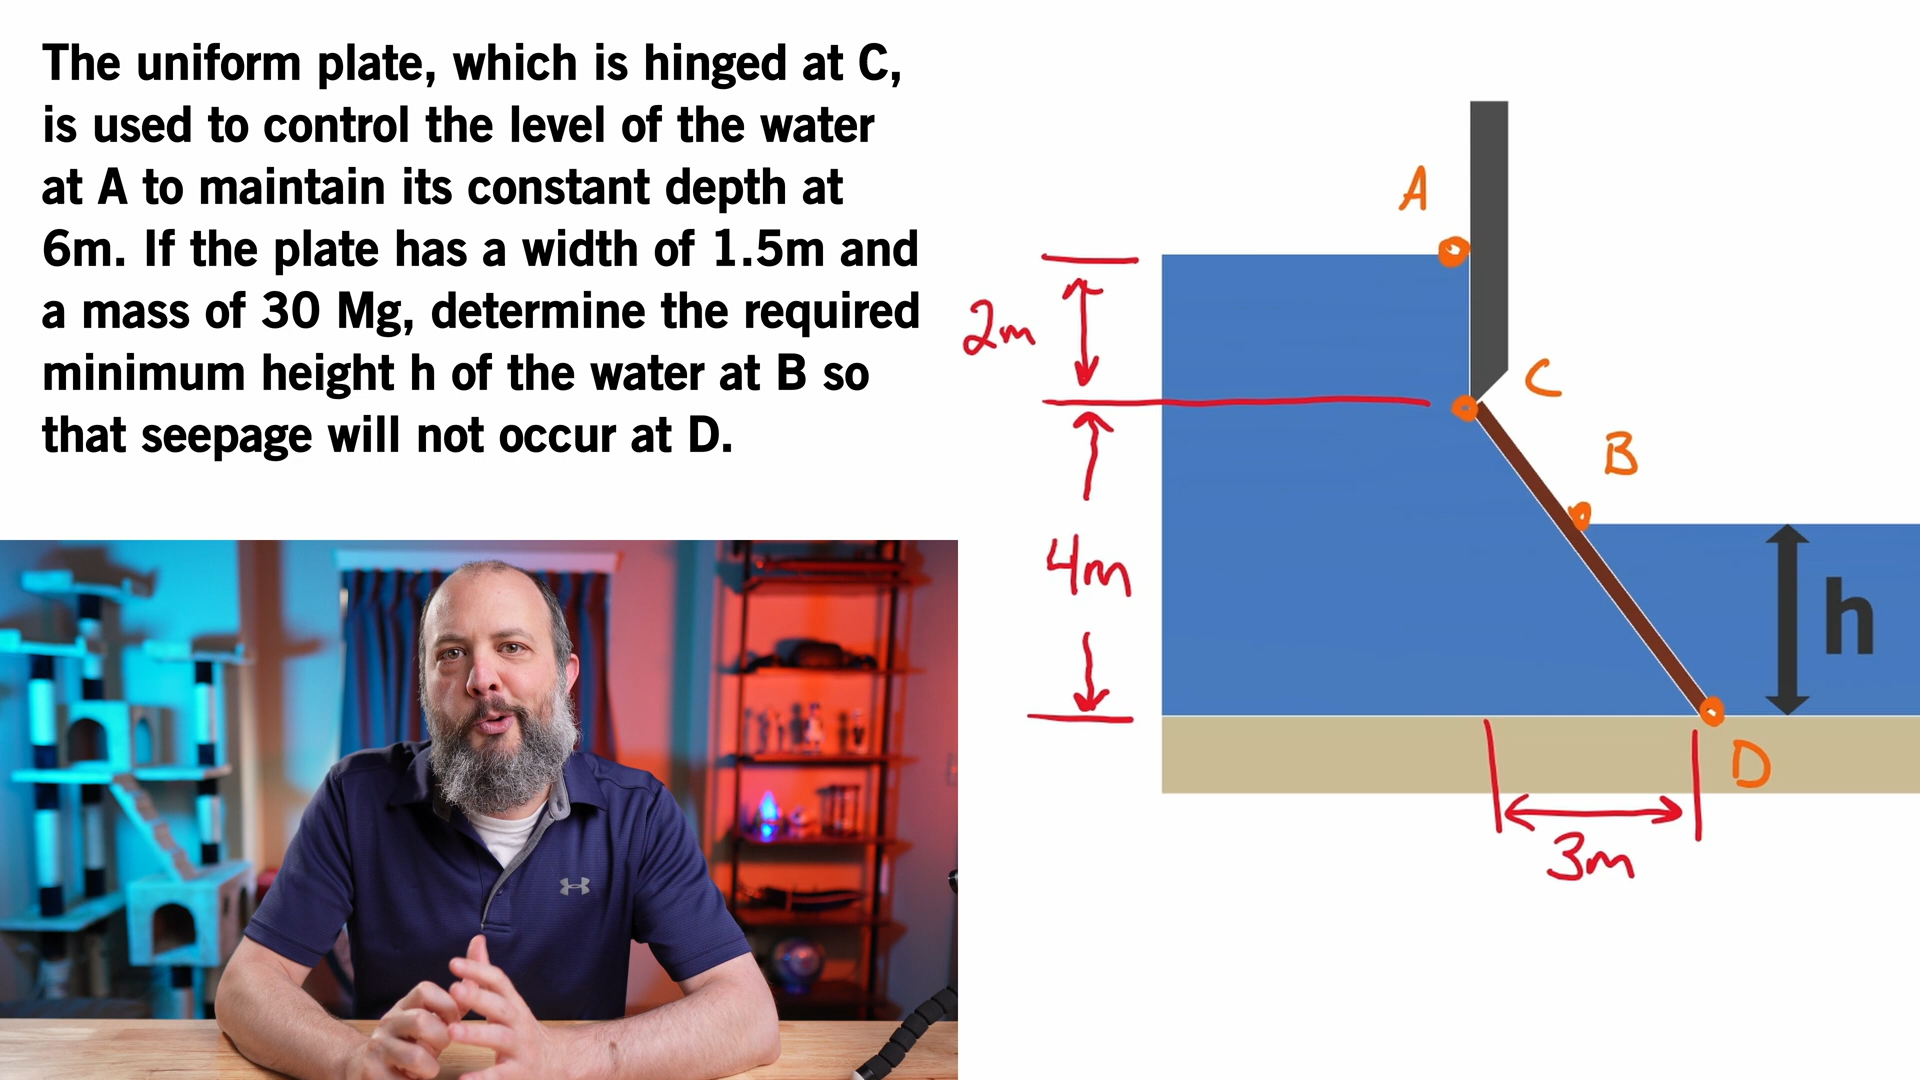 The uniform plate, which is hinged at C,
is used to control the level of the water
at A to maintain its constant depth at
6m. If the plate has a width of 1.5m and
a mass of 30 Mg, determine the required
minimum height h of the water at B so
that seepage will not occur at D.
A
2m
C
B
4m
h
D
3m